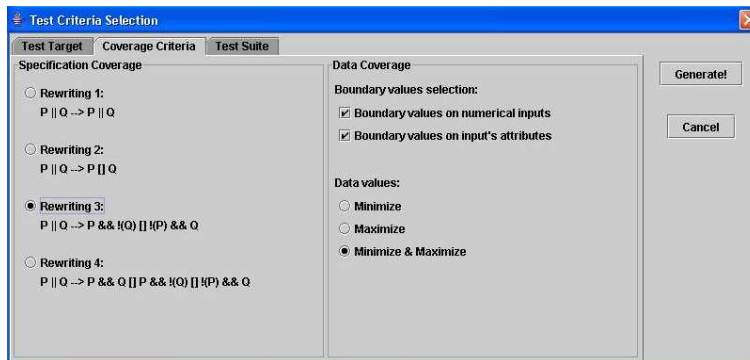 Test Criteria Selection
Test Target
Coverage Criteria
Test Suite
Specification Coverage
Rewriting 1:
P || Q --> P || Q
Rewriting 2:
P || Q --> P [] Q
Rewriting 3:
P || Q --> P && !(Q) [] !(P) && Q
Rewriting 4:
P || Q --> P && Q [] P && !(Q) [] !(P) && Q
Data Coverage
Boundary values selection:
Boundary values on numerical inputs
Boundary values on input's attributes
Data values:
Minimize
Maximize
Minimize & Maximize
Generate!
Cancel